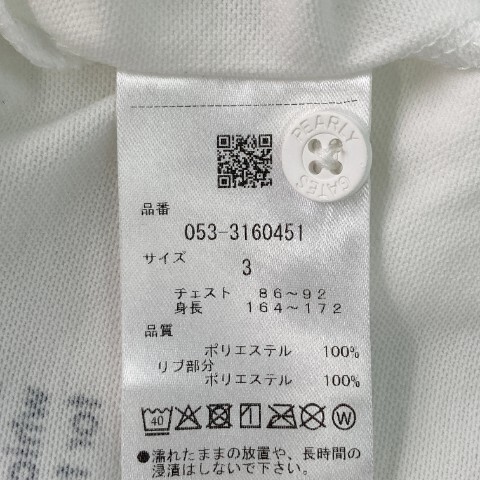 PEARLY
GATES
品番
053-3160451
サイズ
3
チェスト 86～92
身長 164～172
品質
ポリエステル 100%
リブ部分
ポリエステル 100%
40
W
●濡れたままの放置や、長時間の
浸漬はしないで下さい。